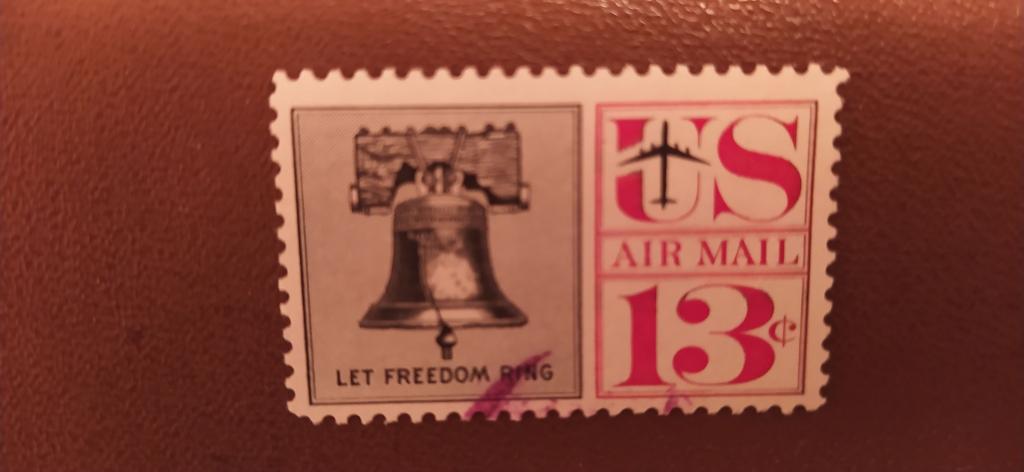 LET FREEDOM RING
US
AIR MAIL
13¢